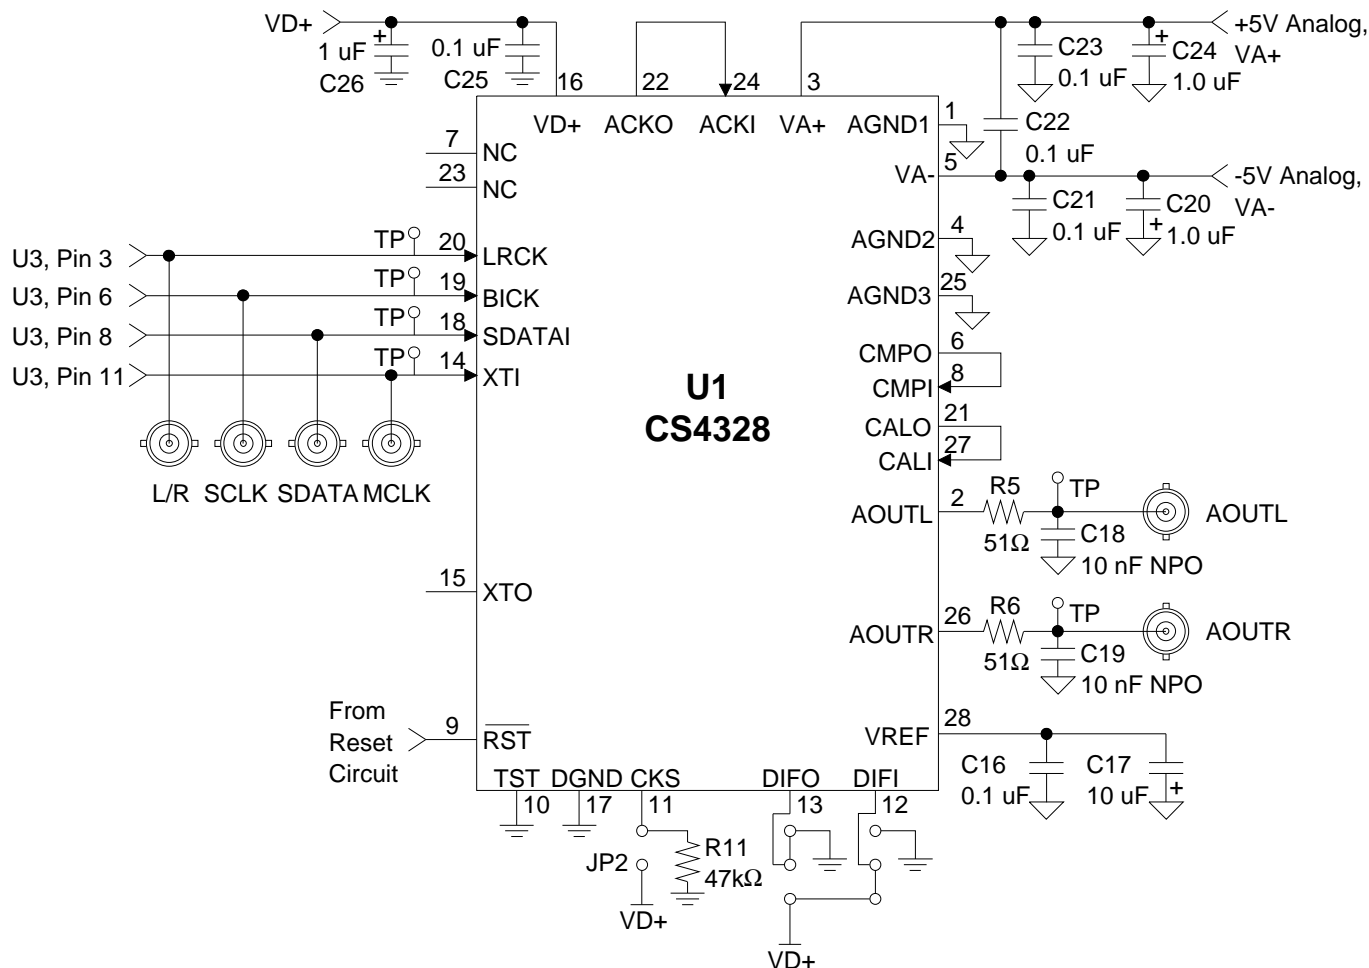 VD+
1 uF
+
C26
0.1 uF
C25
16
22
24
3
+5V Analog,
VA+
C23
0.1 uF
+
C24
1.0 uF
VD+
ACKO
ACKI
VA+
AGND1
1
C22
0.1 uF
7
NC
23
NC
VA-
5
-5V Analog,
VA-
C21
0.1 uF
C20
+
1.0 uF
AGND2
4
AGND3
25
U3, Pin 3
TP
20
LRCK
U3, Pin 6
TP
19
BICK
U3, Pin 8
TP
18
SDATAI
U3, Pin 11
TP
14
XTI
L/R
SCLK
SDATA
MCLK
U1
CS4328
CMPO
6
CMPI
8
CALO
21
CALI
27
AOUTL
2
R5
51Ω
TP
C18
10 nF NPO
AOUTL
15
XTO
AOUTR
26
R6
51Ω
TP
C19
10 nF NPO
AOUTR
From
Reset
Circuit
9
RST
VREF
28
C16
0.1 uF
C17
10 uF
+
TST
DGND
CKS
DIFO
DIFI
10
17
11
13
12
JP2
R11
47kΩ
VD+
VD+